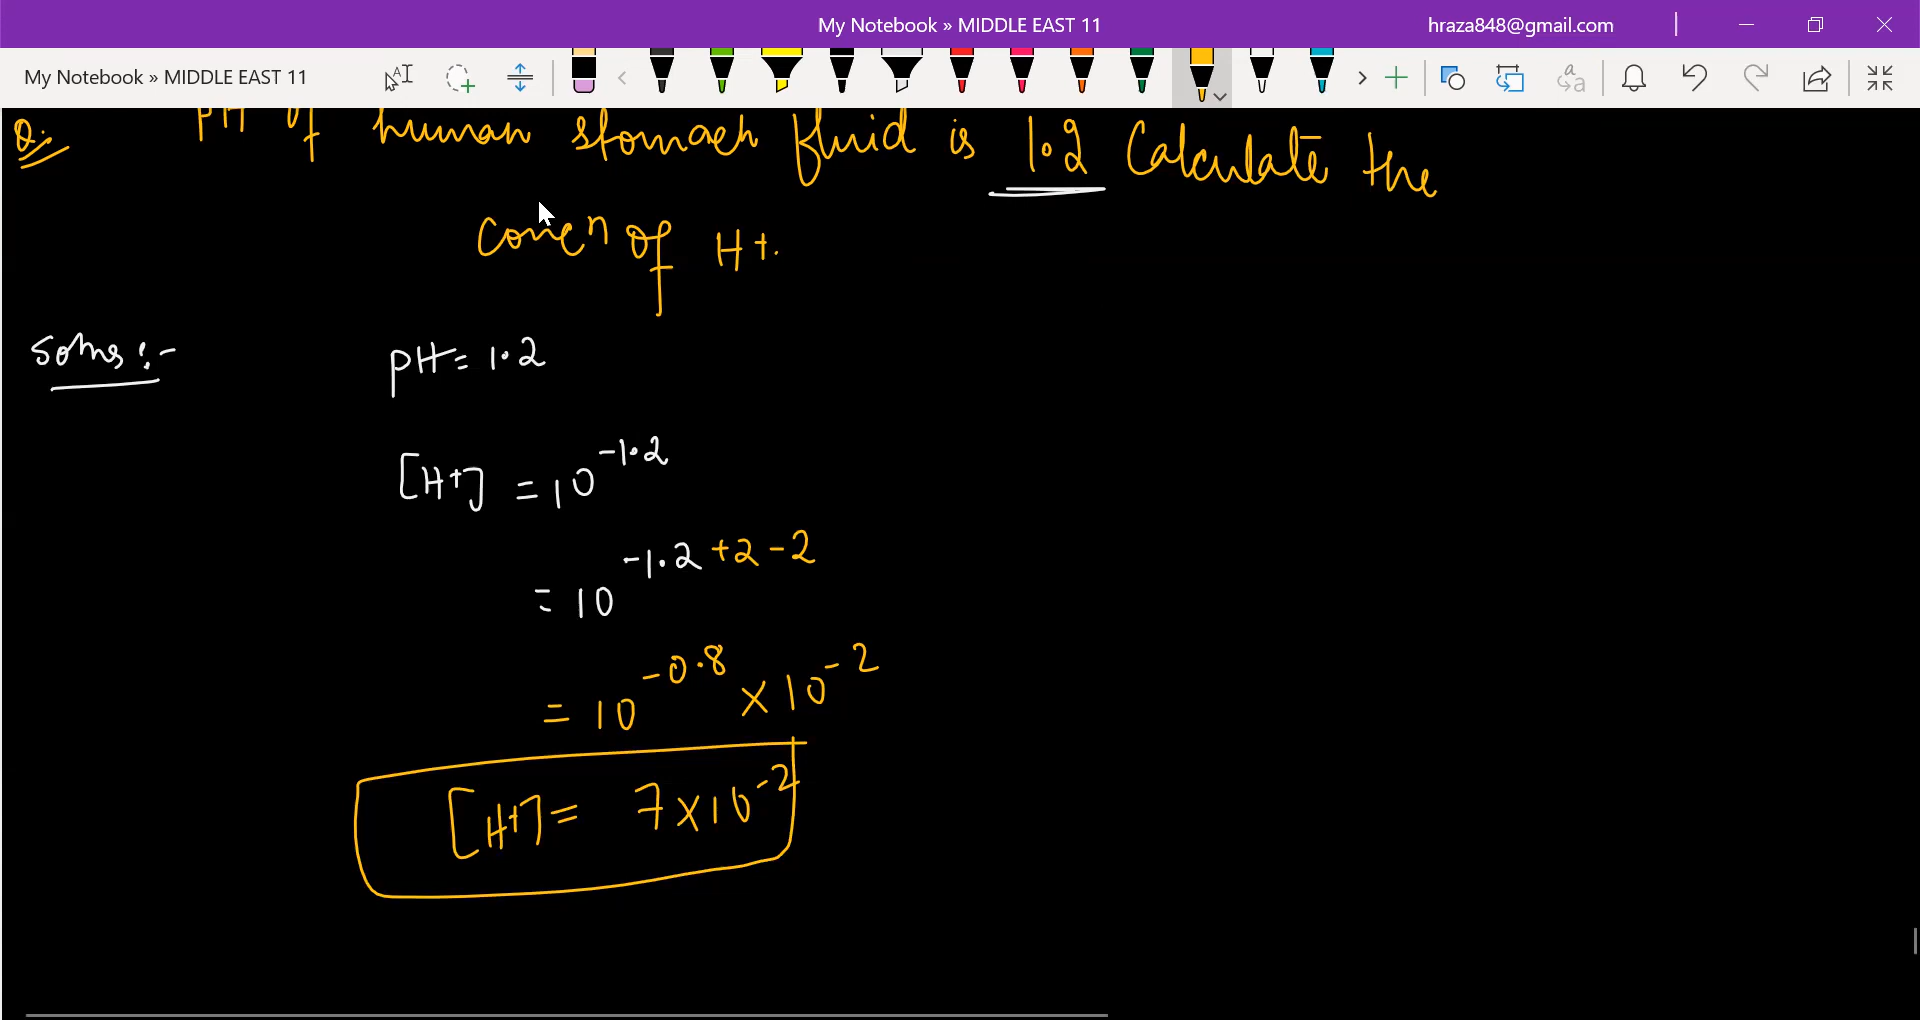 My Notebook » MIDDLE EAST 11
hraza848@gmail.com
My Notebook » MIDDLE EAST 11
Q:- PH of human stomach fluid is 1.2 Calculate the
concn of H+.
Solns :-
pH = 1.2
[H+] = 10^-1.2
= 10^-1.2+2-2
= 10^-0.8 × 10^-2
[H+] = 7×10^-2